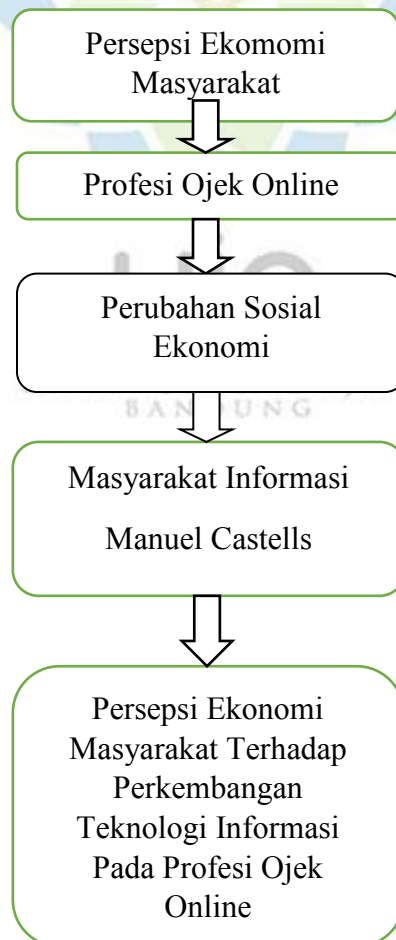 Persepsi Ekomomi
Masyarakat
Profesi Ojek Online
Perubahan Sosial
Ekonomi
BANDUNG
Masyarakat Informasi
Manuel Castells
Persepsi Ekonomi
Masyarakat Terhadap
Perkembangan
Teknologi Informasi
Pada Profesi Ojek
Online